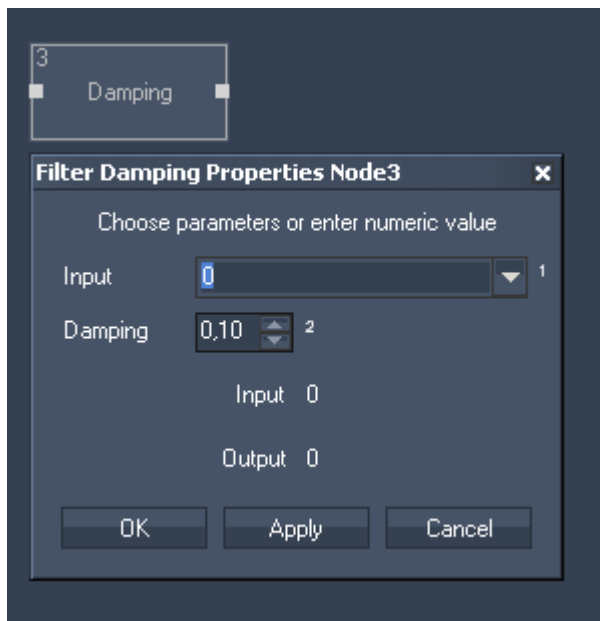 3
Damping
Filter Damping Properties Node3
Choose parameters or enter numeric value
Input 0 1
Damping 0,10 2
Input 0
Output 0
OK Apply Cancel